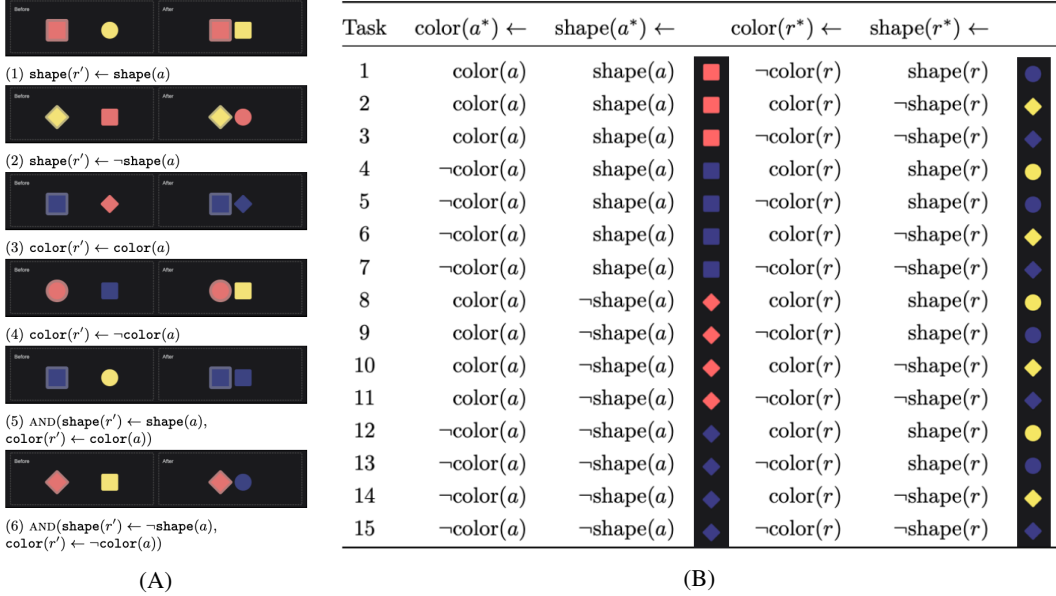 Before After
(1) shape(r′) ← shape(a)
Before After
(2) shape(r′) ← ¬shape(a)
Before After
(3) color(r′) ← color(a)
Before After
(4) color(r′) ← ¬color(a)
Before After
(5) AND(shape(r′) ← shape(a),
color(r′) ← color(a))
Before After
(6) AND(shape(r′) ← ¬shape(a),
color(r′) ← ¬color(a))
(A)
Task color(a*) ← shape(a*) ← color(r*) ← shape(r*) ←
1 color(a) shape(a) ¬color(r) shape(r)
2 color(a) shape(a) color(r) ¬shape(r)
3 color(a) shape(a) ¬color(r) ¬shape(r)
4 ¬color(a) shape(a) color(r) shape(r)
5 ¬color(a) shape(a) ¬color(r) shape(r)
6 ¬color(a) shape(a) color(r) ¬shape(r)
7 ¬color(a) shape(a) ¬color(r) ¬shape(r)
8 color(a) ¬shape(a) color(r) shape(r)
9 color(a) ¬shape(a) ¬color(r) shape(r)
10 color(a) ¬shape(a) color(r) ¬shape(r)
11 color(a) ¬shape(a) ¬color(r) ¬shape(r)
12 ¬color(a) ¬shape(a) color(r) shape(r)
13 ¬color(a) ¬shape(a) ¬color(r) shape(r)
14 ¬color(a) ¬shape(a) color(r) ¬shape(r)
15 ¬color(a) ¬shape(a) ¬color(r) ¬shape(r)
(B)